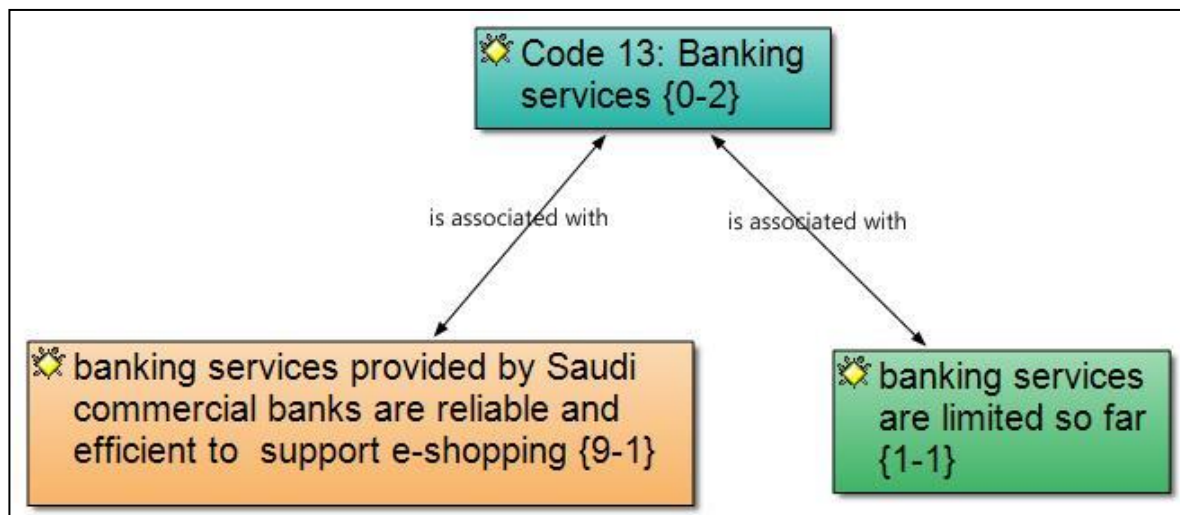 Code 13: Banking
services {0-2}
is associated with
is associated with
banking services provided by Saudi
commercial banks are reliable and
efficient to  support e-shopping {9-1}
banking services
are limited so far
{1-1}